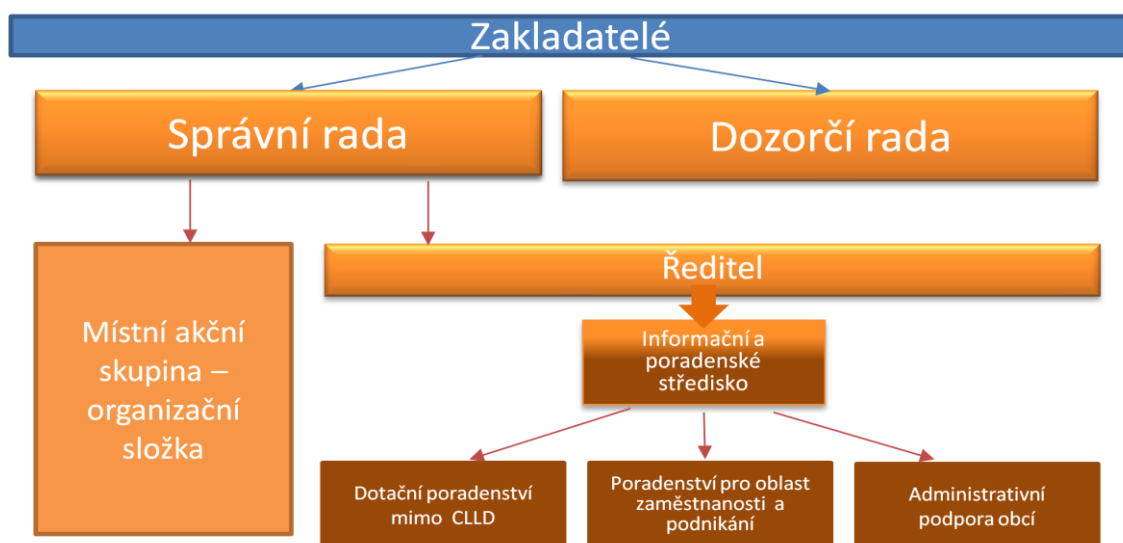 Zakladatelé
Správní rada
Dozorčí rada
Místní akční
skupina –
organizační
složka
Ředitel
Informační a
poradenské
středisko
Dotační poradenství
mimo CLLD
Poradenství pro oblast
zaměstnanosti a
podnikání
Administrativní
podpora obcí